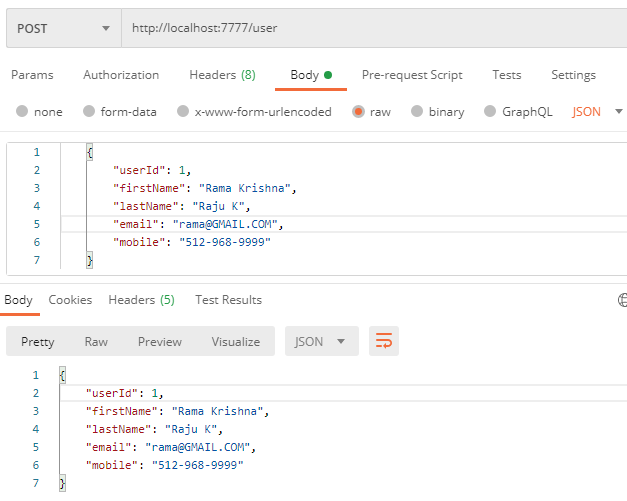 POST http://localhost:7777/user
Params Authorization Headers (8) Body Pre-request Script Tests Settings
none form-data x-www-form-urlencoded raw binary GraphQL JSON
1 {
2 "userId": 1,
3 "firstName": "Rama Krishna",
4 "lastName": "Raju K",
5 "email": "rama@GMAIL.COM",
6 "mobile": "512-968-9999"
7 }
Body Cookies Headers (5) Test Results
Pretty Raw Preview Visualize JSON
1 {
2 "userId": 1,
3 "firstName": "Rama Krishna",
4 "lastName": "Raju K",
5 "email": "rama@GMAIL.COM",
6 "mobile": "512-968-9999"
7 }